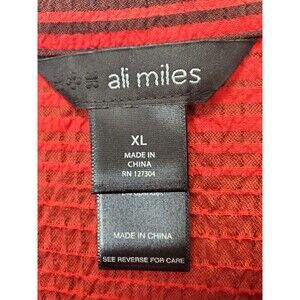 ali miles
XL
MADE IN
CHINA
RN 127304
MADE IN CHINA
SEE REVERSE FOR CARE